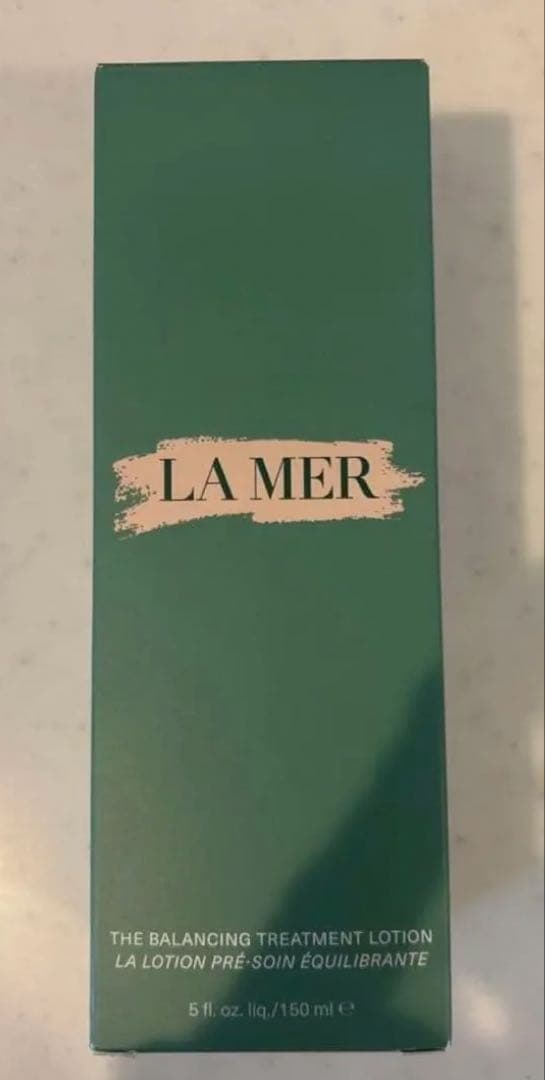 LA MER
THE BALANCING TREATMENT LOTION
LA LOTION PRÉ-SOIN ÉQUILIBRANTE
5 fl. oz. liq./150 ml ℮